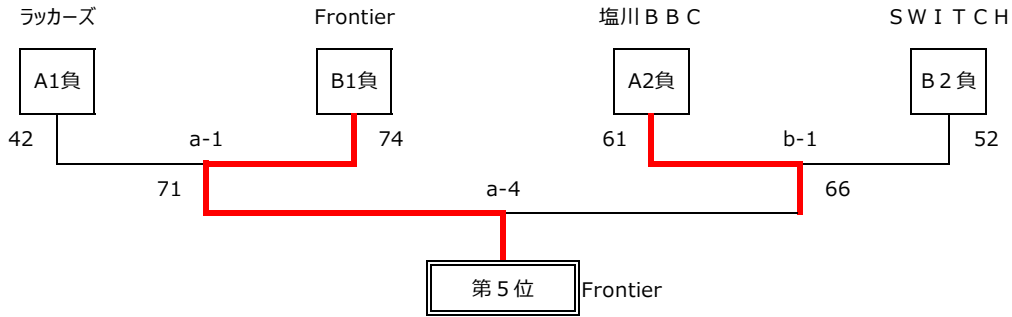 ラッカーズ Frontier 塩川ＢＢＣ ＳＷＩＴＣＨ
A1負 B1負 A2負 B２負
42 a-1 74 61 b-1 52
71 a-4 66
第５位 Frontier